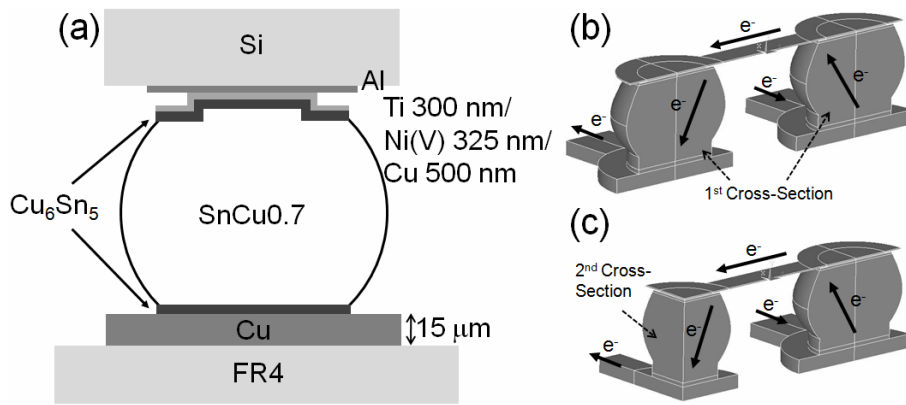 (a)
Si
Al
Ti 300 nm/
Ni(V) 325 nm/
Cu 500 nm
Cu₆Sn₅
SnCu0.7
Cu
15 μm
FR4
(b)
e⁻
e⁻
e⁻
e⁻
e⁻
1ˢᵗ Cross-Section
(c)
e⁻
2ⁿᵈ Cross-
Section
e⁻
e⁻
e⁻
e⁻